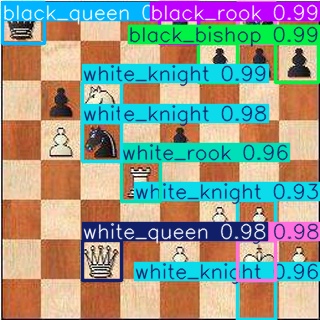 black_queen 0
black_rook 0.99
black_bishop 0.99
white_knight 0.99
white_knight 0.98
white_rook 0.96
white_knight 0.93
white_queen 0.98
0.98
white_knight 0.96